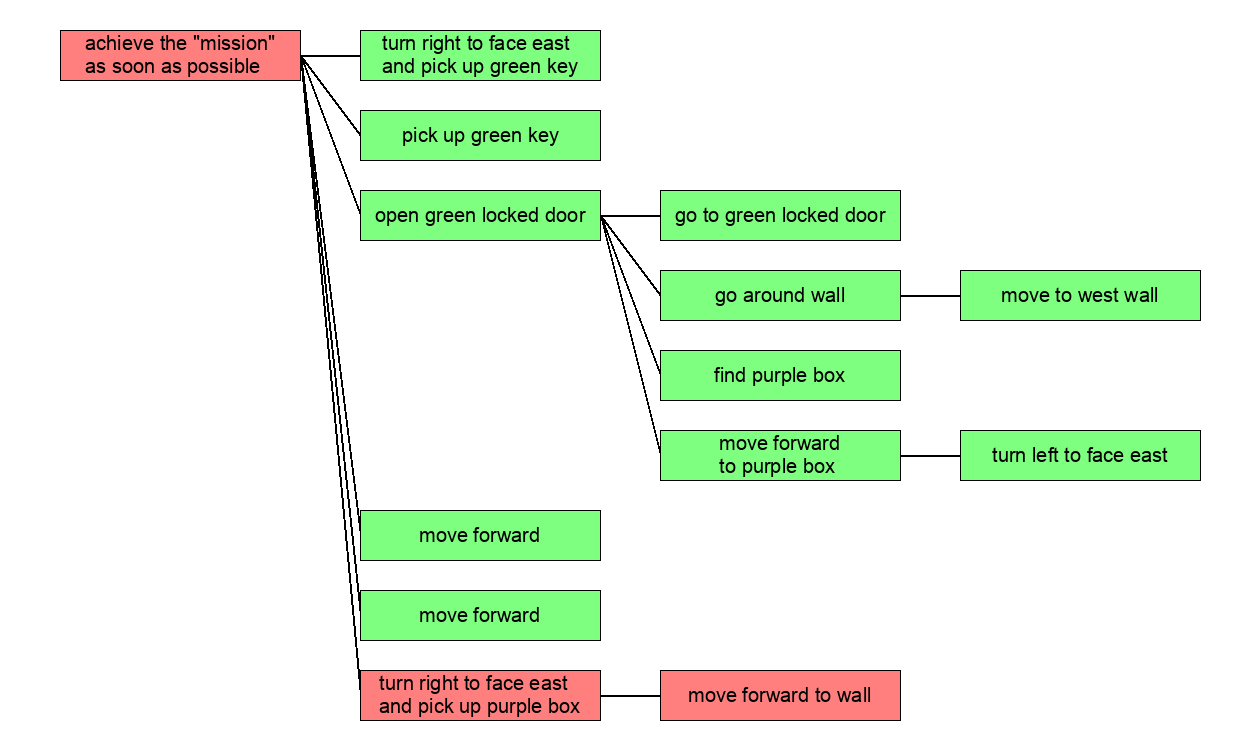 achieve the "mission"
as soon as possible
turn right to face east
and pick up green key
pick up green key
open green locked door
go to green locked door
go around wall
move to west wall
find purple box
move forward
to purple box
turn left to face east
move forward
move forward
turn right to face east
and pick up purple box
move forward to wall